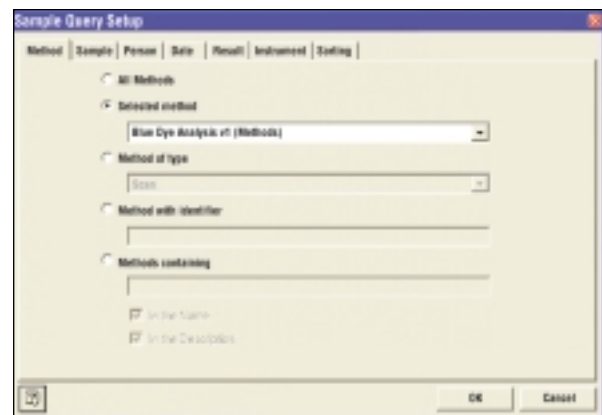 Sample Query Setup
Method Sample Person Date Result Instrument Sorting
All Methods
Selected method
Blue Dye Analysis v1 (Methods)
Method of type
Scan
Method with identifier
Methods containing
In the Name
In the Description
OK Cancel